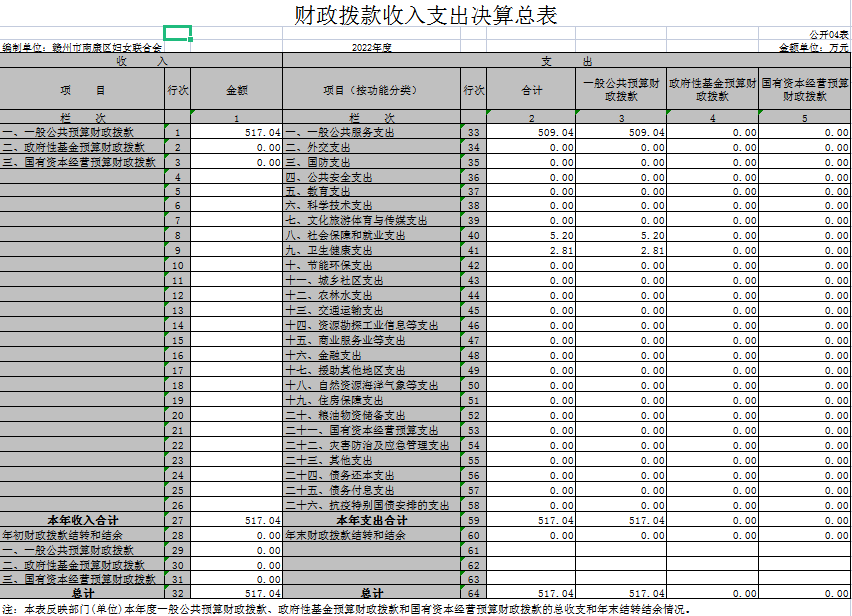 财政拨款收入支出决算总表
公开04表
编制单位：赣州市南康区妇女联合会 2022年度 金额单位：万元
收 入 支 出
项 目 行次 金额 项目（按功能分类） 行次 合计 一般公共预算财政拨款 政府性基金预算财政拨款 国有资本经营预算财政拨款
栏 次 1 栏 次 2 3 4 5
一、一般公共预算财政拨款 1 517.04 一、一般公共服务支出 33 509.04 509.04 0.00 0.00
二、政府性基金预算财政拨款 2 0.00 二、外交支出 34 0.00 0.00 0.00 0.00
三、国有资本经营预算财政拨款 3 0.00 三、国防支出 35 0.00 0.00 0.00 0.00
4 四、公共安全支出 36 0.00 0.00 0.00 0.00
5 五、教育支出 37 0.00 0.00 0.00 0.00
6 六、科学技术支出 38 0.00 0.00 0.00 0.00
7 七、文化旅游体育与传媒支出 39 0.00 0.00 0.00 0.00
8 八、社会保障和就业支出 40 5.20 5.20 0.00 0.00
9 九、卫生健康支出 41 2.81 2.81 0.00 0.00
10 十、节能环保支出 42 0.00 0.00 0.00 0.00
11 十一、城乡社区支出 43 0.00 0.00 0.00 0.00
12 十二、农林水支出 44 0.00 0.00 0.00 0.00
13 十三、交通运输支出 45 0.00 0.00 0.00 0.00
14 十四、资源勘探工业信息等支出 46 0.00 0.00 0.00 0.00
15 十五、商业服务业等支出 47 0.00 0.00 0.00 0.00
16 十六、金融支出 48 0.00 0.00 0.00 0.00
17 十七、援助其他地区支出 49 0.00 0.00 0.00 0.00
18 十八、自然资源海洋气象等支出 50 0.00 0.00 0.00 0.00
19 十九、住房保障支出 51 0.00 0.00 0.00 0.00
20 二十、粮油物资储备支出 52 0.00 0.00 0.00 0.00
21 二十一、国有资本经营预算支出 53 0.00 0.00 0.00 0.00
22 二十二、灾害防治及应急管理支出 54 0.00 0.00 0.00 0.00
23 二十三、其他支出 55 0.00 0.00 0.00 0.00
24 二十四、债务还本支出 56 0.00 0.00 0.00 0.00
25 二十五、债务付息支出 57 0.00 0.00 0.00 0.00
26 二十六、抗疫特别国债安排的支出 58 0.00 0.00 0.00 0.00
本年收入合计 27 517.04 本年支出合计 59 517.04 517.04 0.00 0.00
年初财政拨款结转和结余 28 0.00 年末财政拨款结转和结余 60 0.00 0.00 0.00 0.00
一、一般公共预算财政拨款 29 0.00 61
二、政府性基金预算财政拨款 30 0.00 62
三、国有资本经营预算财政拨款 31 0.00 63
总计 32 517.04 总计 64 517.04 517.04 0.00 0.00
注：本表反映部门(单位)本年度一般公共预算财政拨款、政府性基金预算财政拨款和国有资本经营预算财政拨款的总收支和年末结转结余情况。